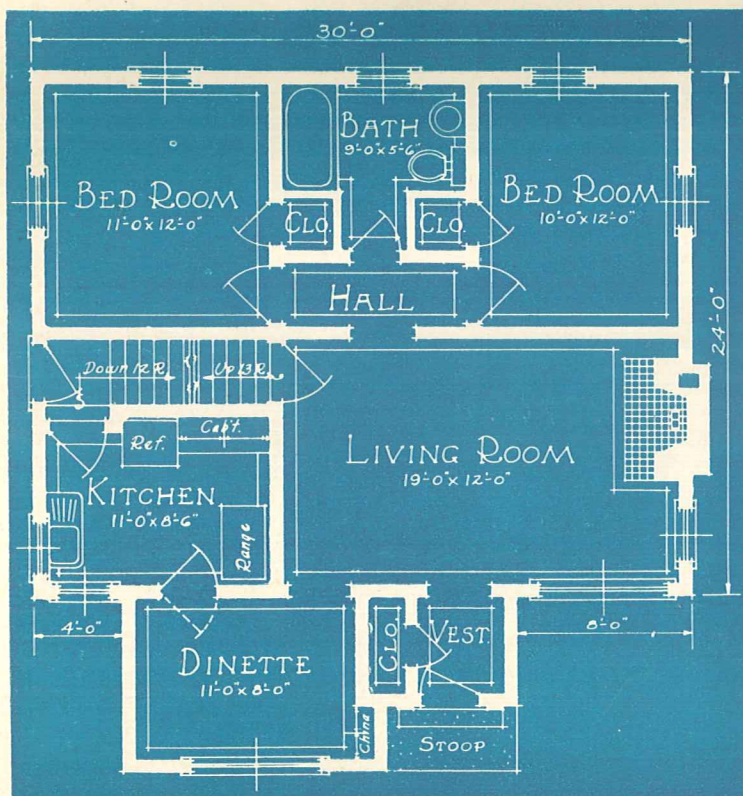 30'-0"
BATH
9'-0"x5'-6"
BED ROOM
11'-0"x12'-0"
BED ROOM
10'-0"x12'-0"
CLO.
CLO.
HALL
24'-0"
Down 12 R.
Up 13 R.
Ref.
Cap't.
LIVING ROOM
19'-0"x12'-0"
KITCHEN
11'-0"x8'-6"
Range
4'-0"
8'-0"
CLO.
VEST.
DINETTE
11'-0"x8'-0"
China
STOOP